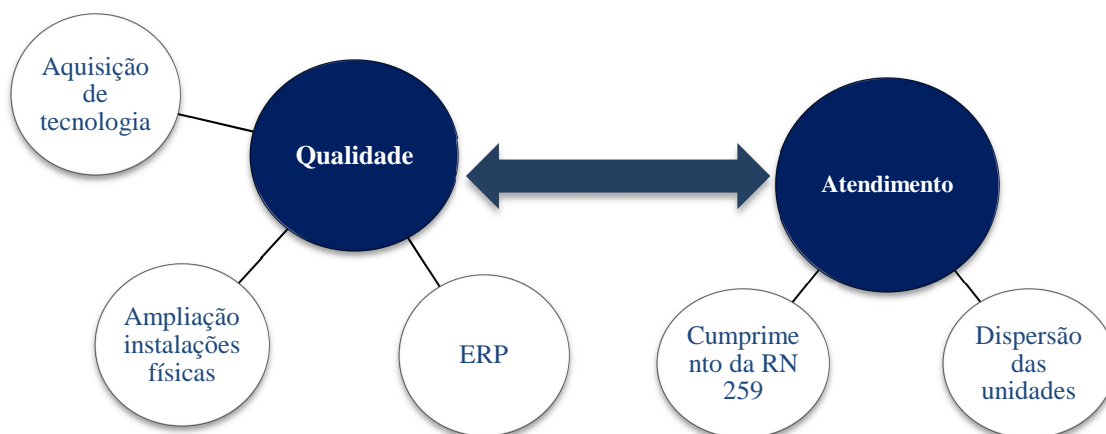 Aquisição
de
tecnologia
Qualidade
Atendimento
Ampliação
instalações
físicas
ERP
Cumprime
nto da RN
259
Dispersão
das
unidades